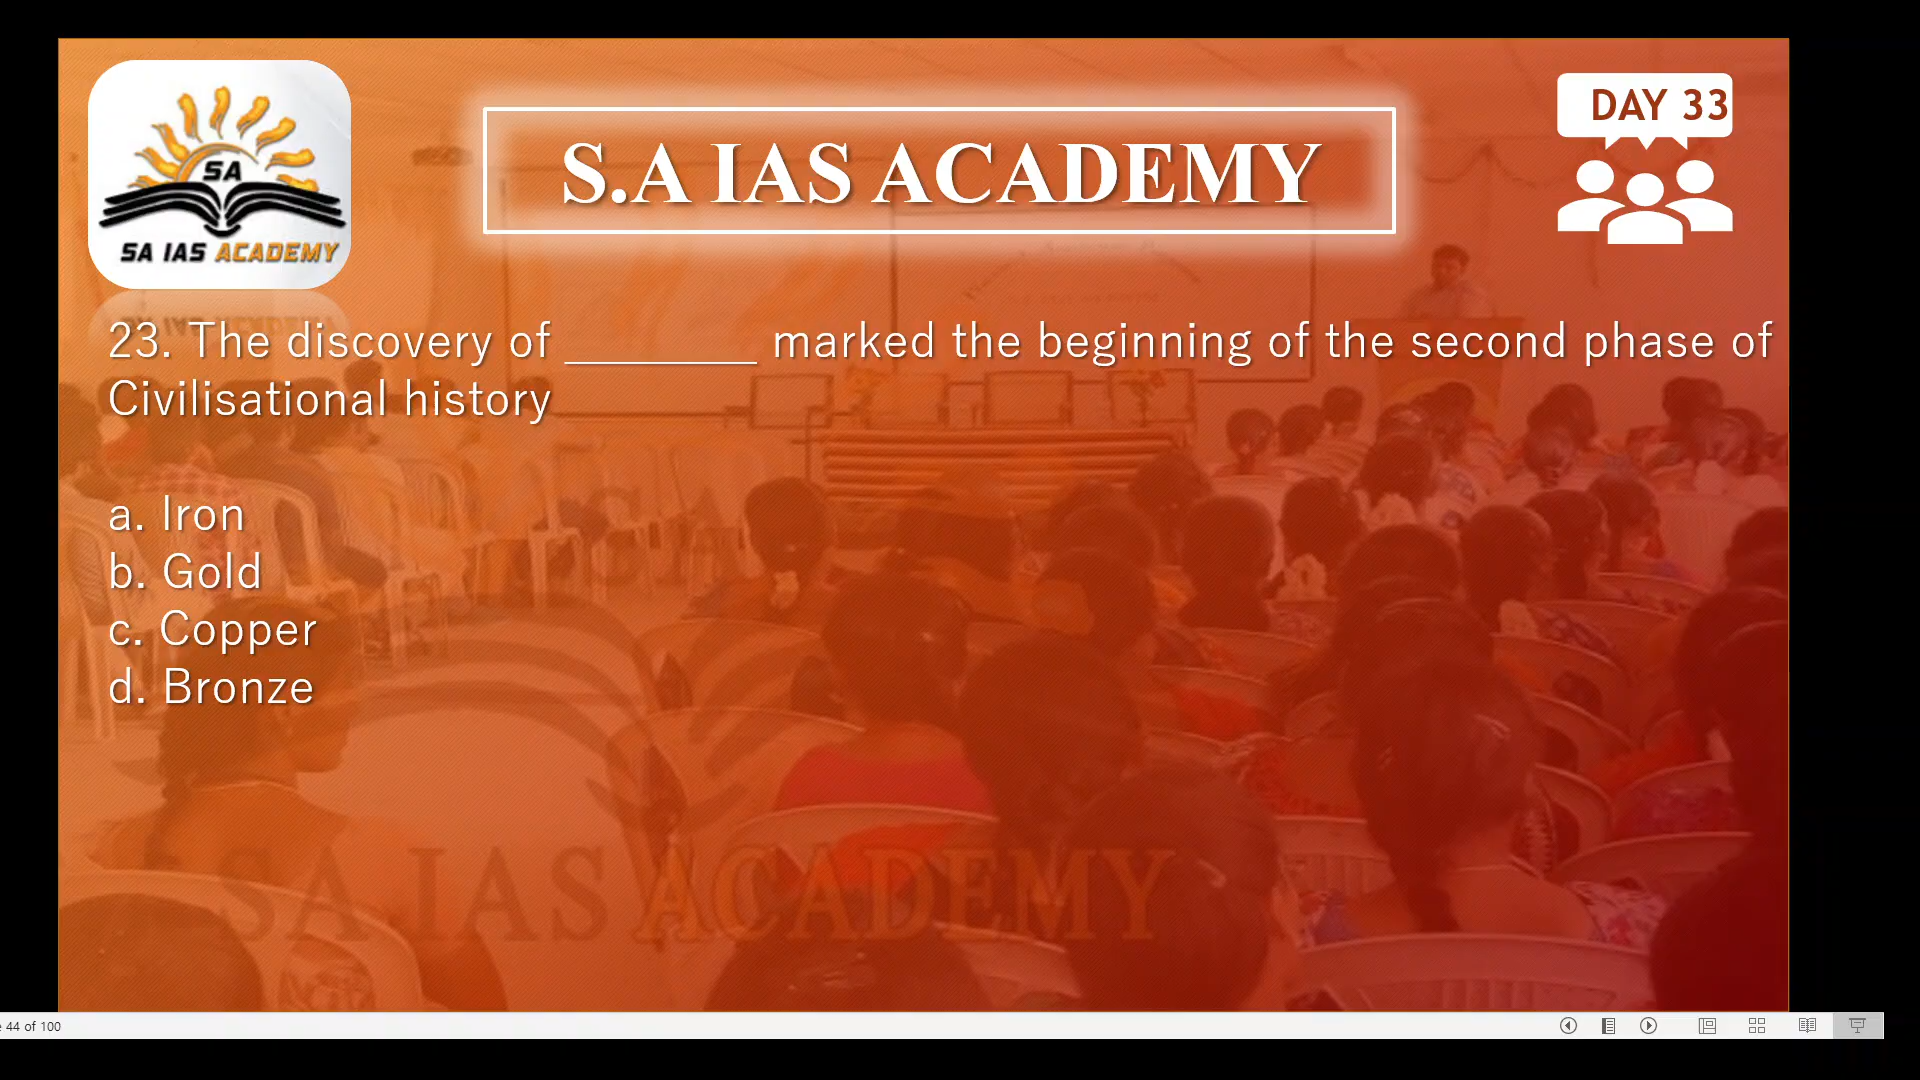 SA
SA IAS ACADEMY
S.A IAS ACADEMY
DAY 33
23. The discovery of ________ marked the beginning of the second phase of
Civilisational history
a. Iron
b. Gold
c. Copper
d. Bronze
SA IAS ACADEMY
44 of 100